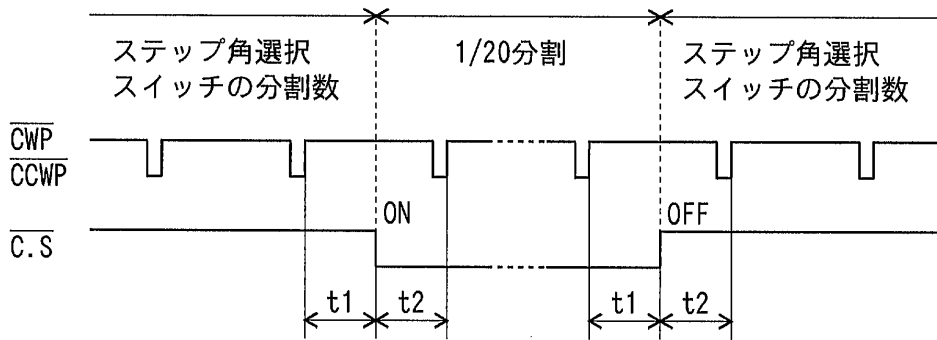 ステップ角選択
スイッチの分割数
1/20分割
ステップ角選択
スイッチの分割数
CWP
CCWP
ON
OFF
C.S
t1
t2
t1
t2